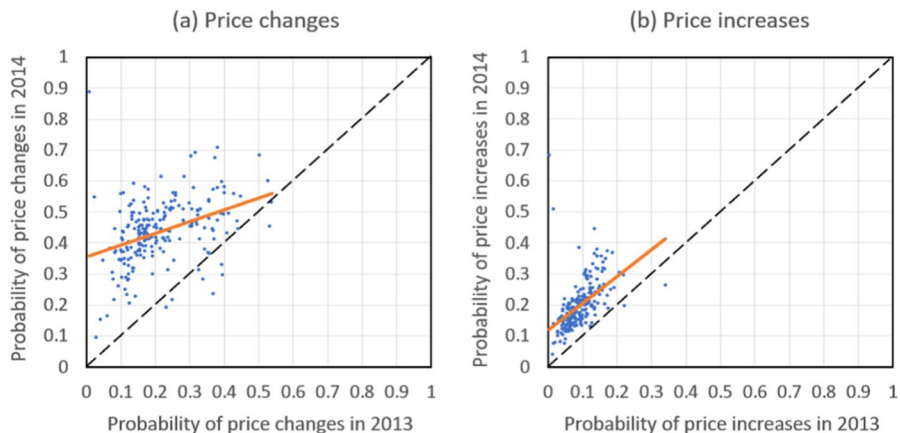 (a) Price changes
Probability of price changes in 2014
1
0.9
0.8
0.7
0.6
0.5
0.4
0.3
0.2
0.1
0
0 0.1 0.2 0.3 0.4 0.5 0.6 0.7 0.8 0.9 1
Probability of price changes in 2013
(b) Price increases
Probability of price increases in 2014
1
0.9
0.8
0.7
0.6
0.5
0.4
0.3
0.2
0.1
0
0 0.1 0.2 0.3 0.4 0.5 0.6 0.7 0.8 0.9 1
Probability of price increases in 2013